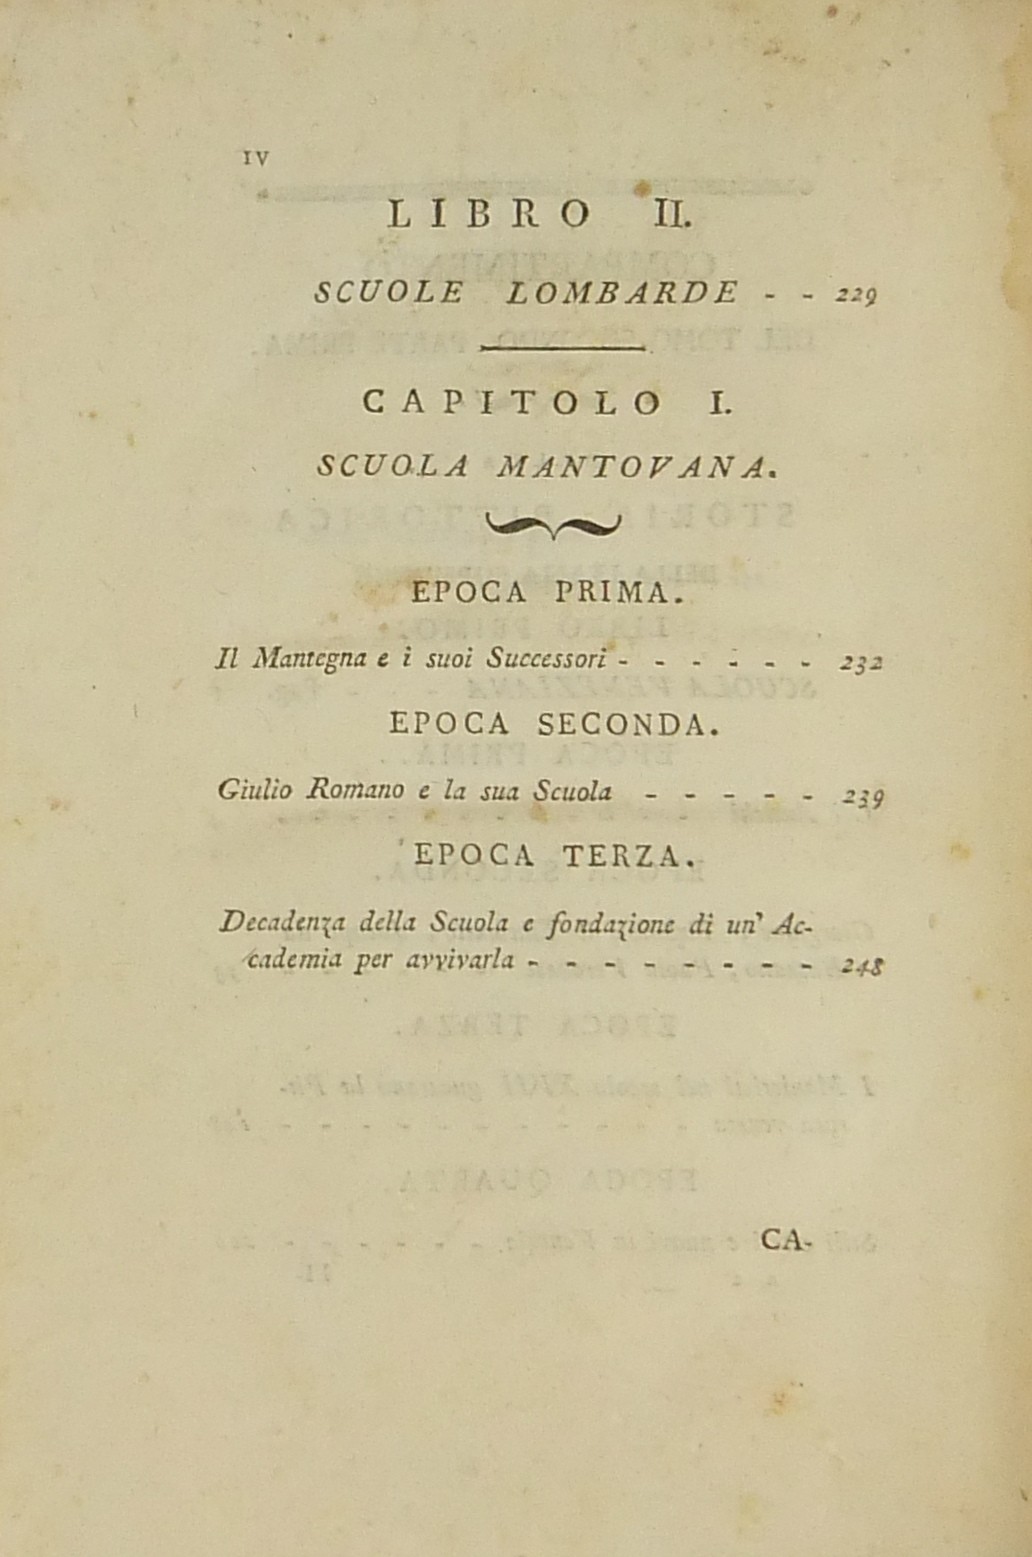 IV
LIBRO II.
SCUOLE LOMBARDE - - 229
CAPITOLO I.
SCUOLA MANTOVANA.
EPOCA PRIMA.
Il Mantegna e i suoi Successori - - - - - - 232
EPOCA SECONDA.
Giulio Romano e la sua Scuola - - - - - 239
EPOCA TERZA.
Decadenza della Scuola e fondazione di un' Ac-
cademia per avvivarla - - - - - - - - 248
CA-